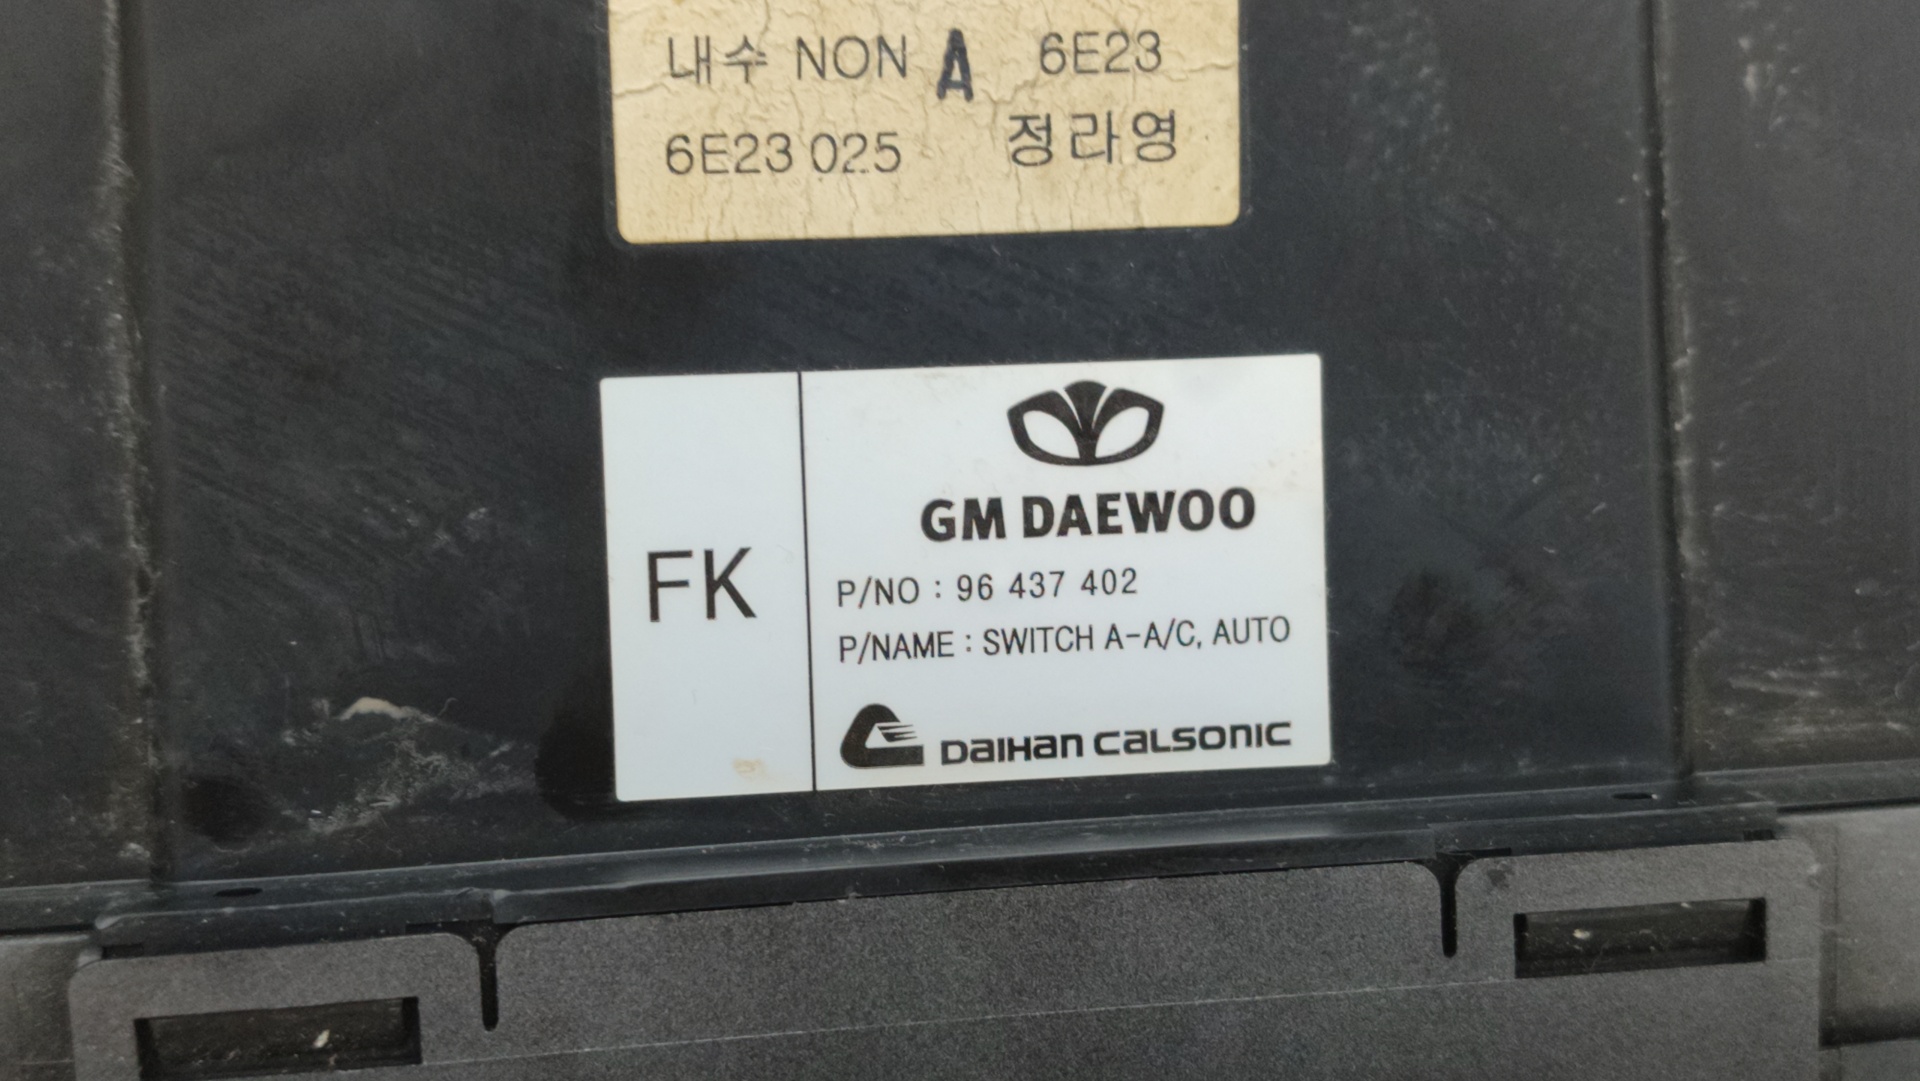 내수 NON A 6E23
6E23 025 정라영
GM DAEWOO
FK
P/NO : 96 437 402
P/NAME : SWITCH A-A/C, AUTO
DAIHAN CALSONIC